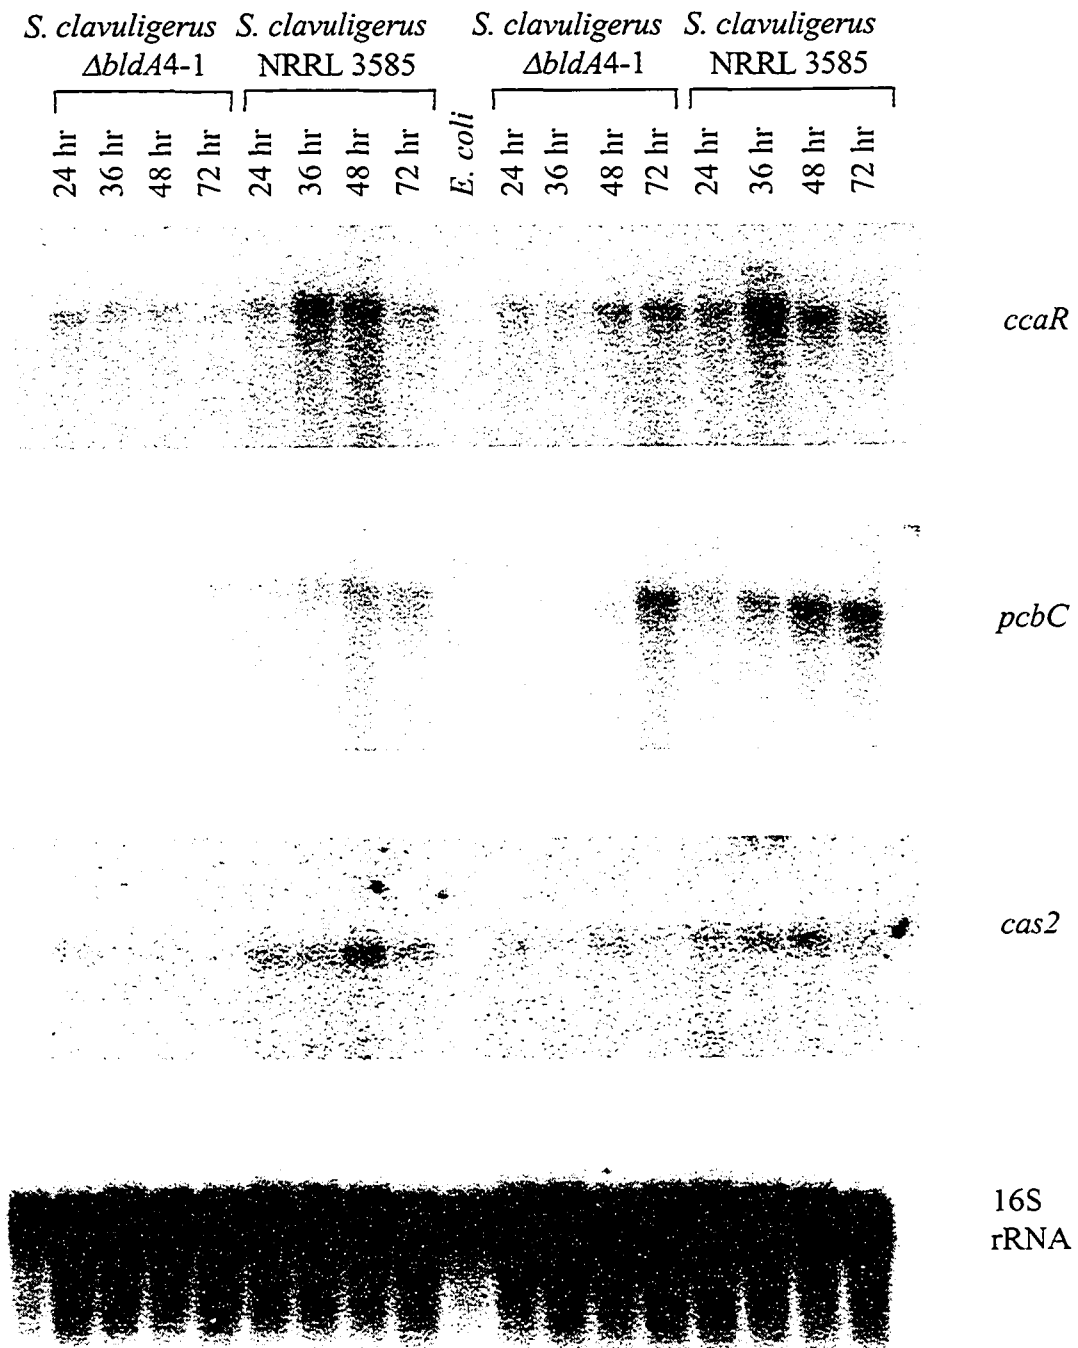 S. clavuligerus S. clavuligerus S. clavuligerus S. clavuligerus
ΔbldA4-1 NRRL 3585 ΔbldA4-1 NRRL 3585
24 hr 36 hr 48 hr 72 hr 24 hr 36 hr 48 hr 72 hr E. coli 24 hr 36 hr 48 hr 72 hr 24 hr 36 hr 48 hr 72 hr
ccaR
pcbC
cas2
16S
rRNA